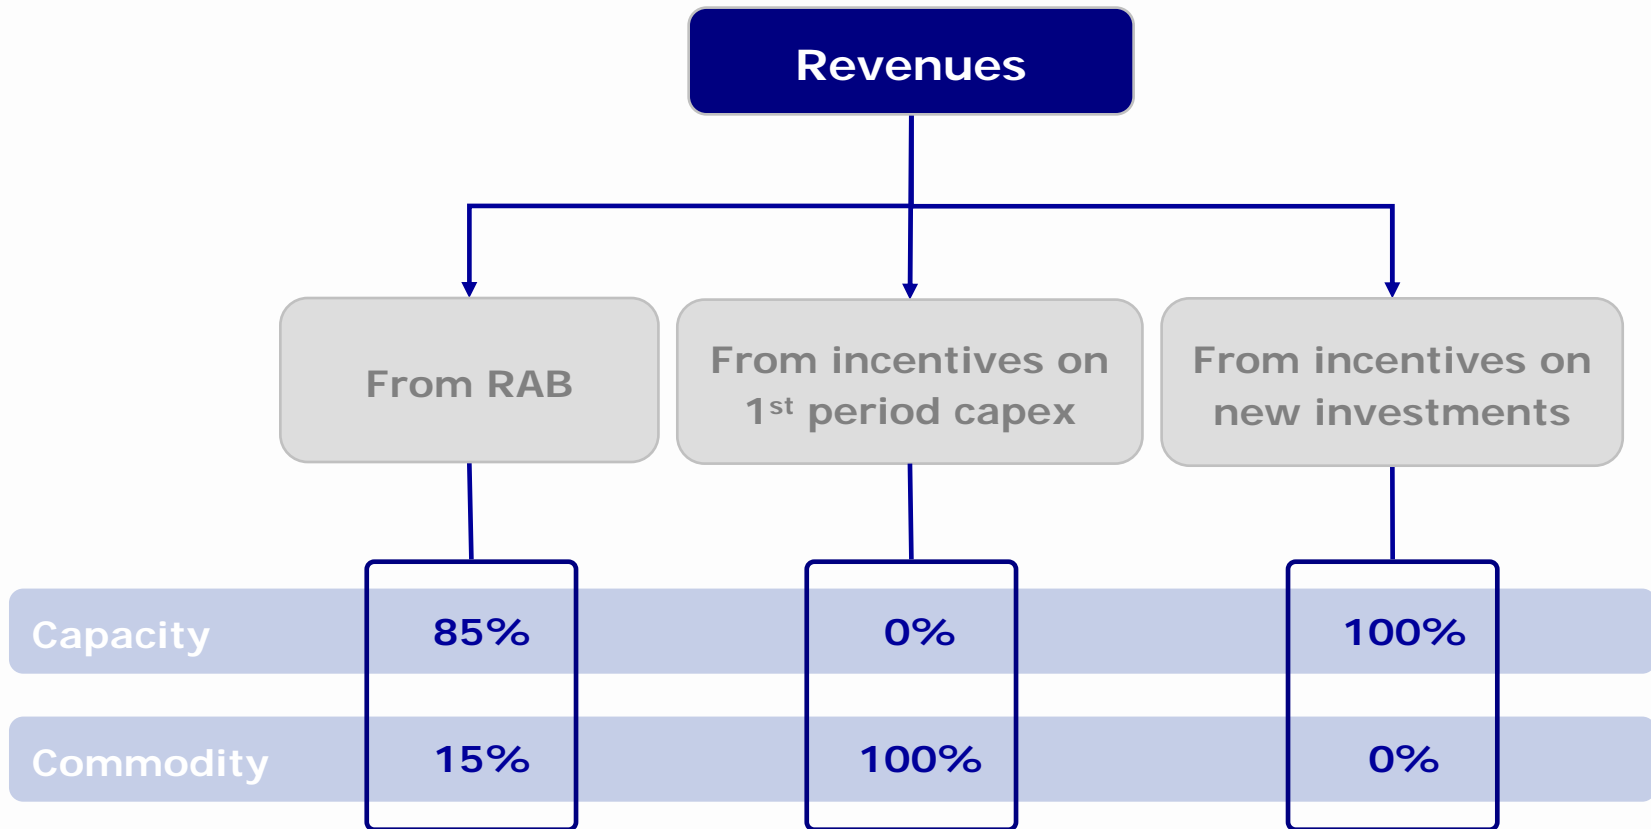 Revenues
From RAB
From incentives on
1st period capex
From incentives on
new investments
Capacity 85% 0% 100%
Commodity 15% 100% 0%